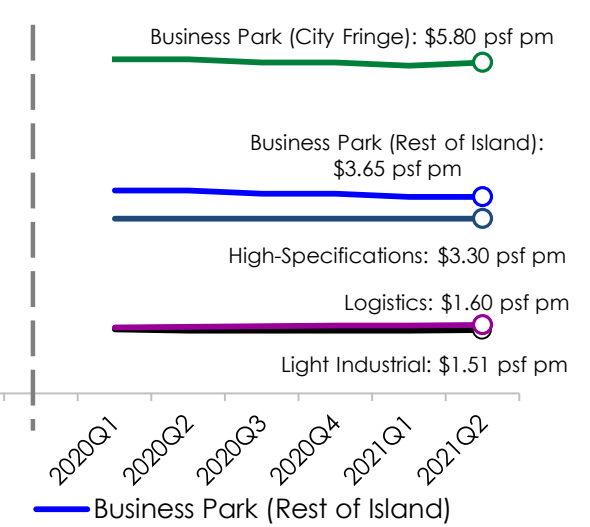 Business Park (City Fringe): $5.80 psf pm
Business Park (Rest of Island):
$3.65 psf pm
High-Specifications: $3.30 psf pm
Logistics: $1.60 psf pm
Light Industrial: $1.51 psf pm
2020Q1
2020Q2
2020Q3
2020Q4
2021Q1
2021Q2
Business Park (Rest of Island)